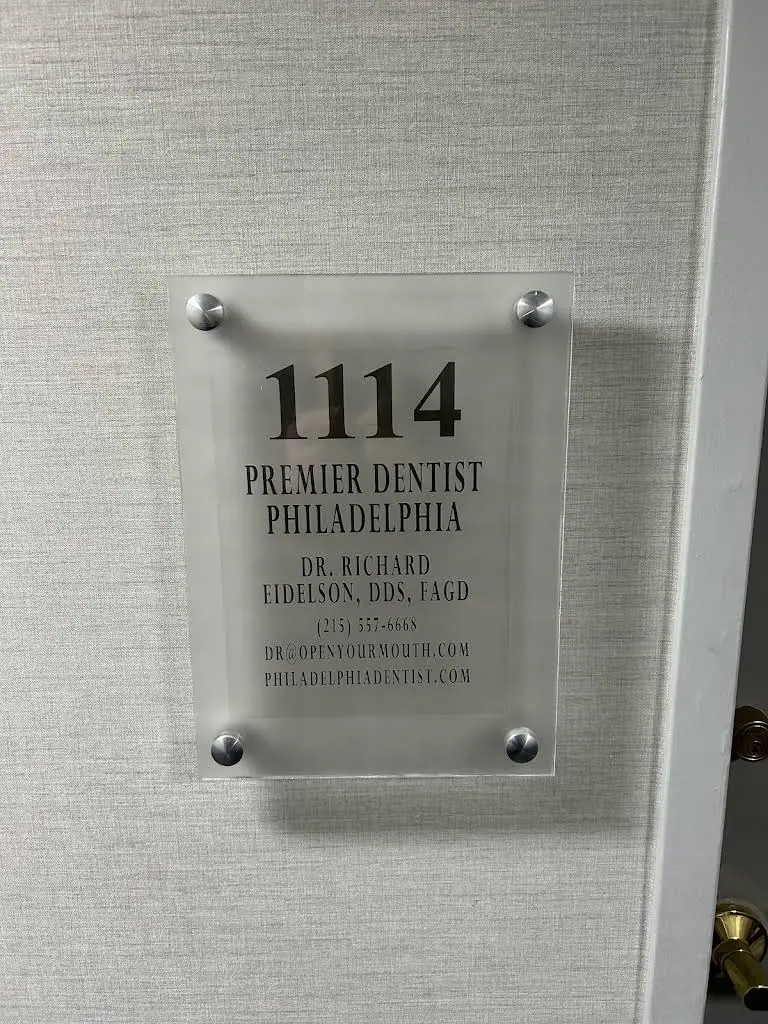 1114
PREMIER DENTIST
PHILADELPHIA
DR. RICHARD
EIDELSON, DDS, FAGD
(215) 557-6668
DR@OPENYOURMOUTH.COM
PHILADELPHIADENTIST.COM